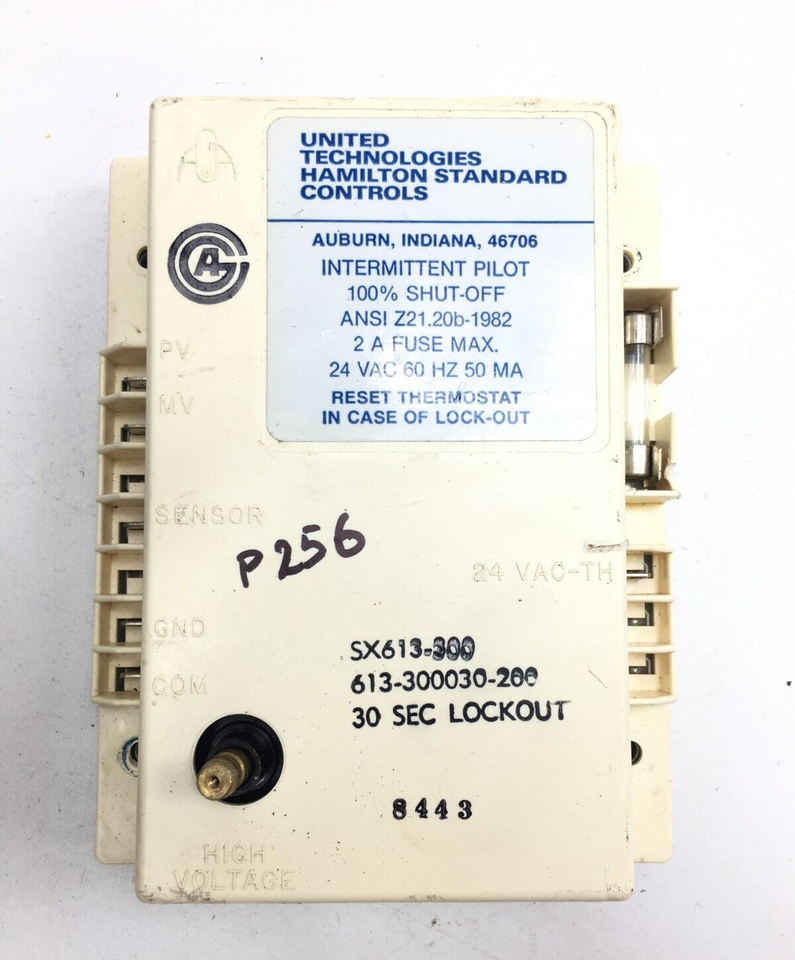 UNITED
TECHNOLOGIES
HAMILTON STANDARD
CONTROLS
AUBURN, INDIANA, 46706
INTERMITTENT PILOT
100% SHUT-OFF
ANSI Z21.20b-1982
2 A FUSE MAX.
24 VAC 60 HZ 50 MA
RESET THERMOSTAT
IN CASE OF LOCK-OUT
PV
MV
SENSOR
P256
24 VAC-TH
GND
COM
SX613-300
613-300030-200
30 SEC LOCKOUT
8443
HIGH
VOLTAGE